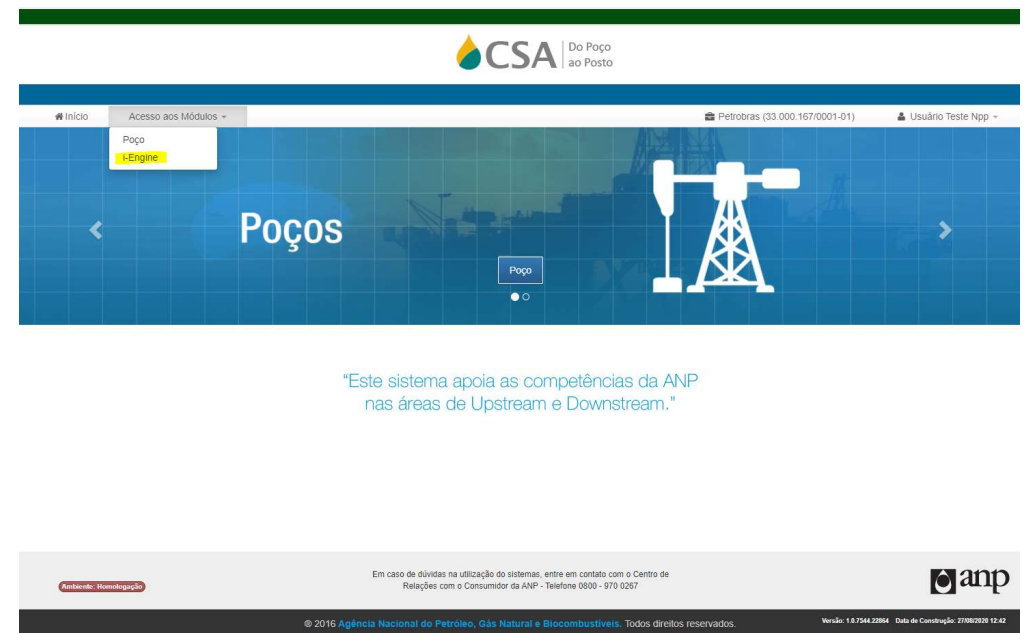 CSA
Do Poço
ao Posto
Início
Acesso aos Módulos
Petrobras (33.000.167/0001-01)
Usuário Teste Npp
Poço
i-Engine
Poços
Poço
“Este sistema apoia as competências da ANP
nas áreas de Upstream e Downstream.”
Ambiente: Homologação
Em caso de dúvidas na utilização do sistemas, entre em contato com o Centro de
Relações com o Consumidor da ANP - Telefone 0800 - 970 0267
anp
© 2016 Agência Nacional do Petróleo, Gás Natural e Biocombustíveis. Todos direitos reservados.
Versão: 1.0.7544.22864 Data de Construção: 27/08/2020 12:42